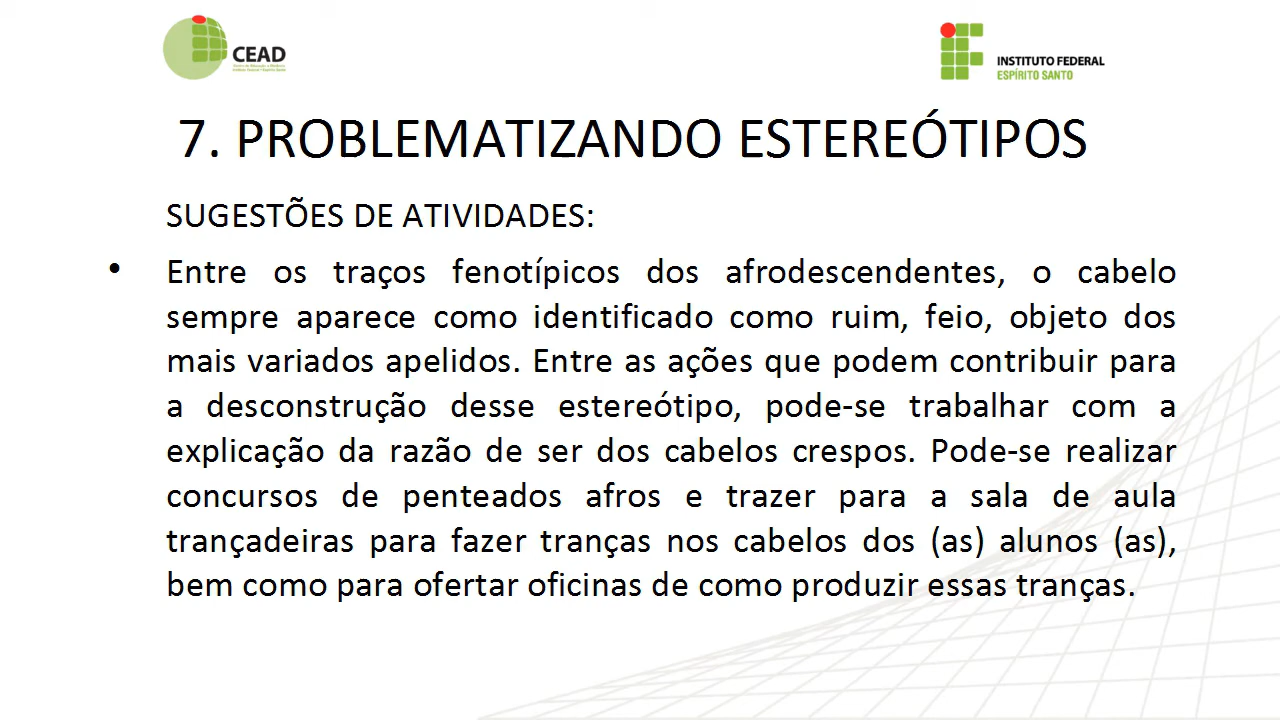 CEAD
INSTITUTO FEDERAL
ESPÍRITO SANTO
7. PROBLEMATIZANDO ESTEREÓTIPOS
SUGESTÕES DE ATIVIDADES:
• Entre os traços fenotípicos dos afrodescendentes, o cabelo
sempre aparece como identificado como ruim, feio, objeto dos
mais variados apelidos. Entre as ações que podem contribuir para
a desconstrução desse estereótipo, pode-se trabalhar com a
explicação da razão de ser dos cabelos crespos. Pode-se realizar
concursos de penteados afros e trazer para a sala de aula
trançadeiras para fazer tranças nos cabelos dos (as) alunos (as),
bem como para ofertar oficinas de como produzir essas tranças.